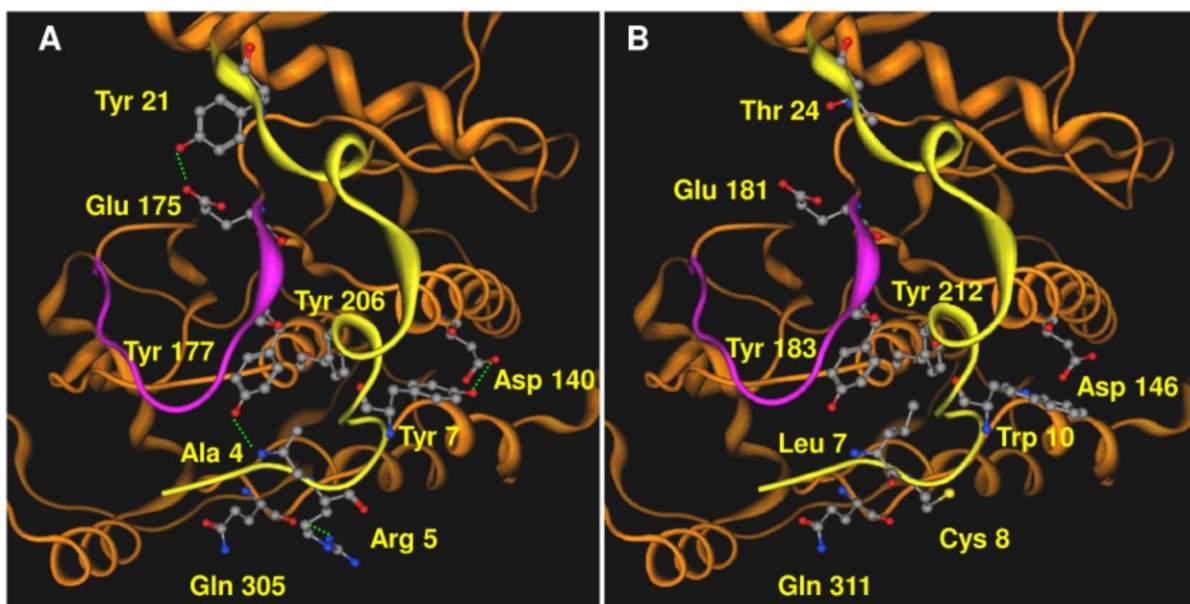 A
Tyr 21
Glu 175
Tyr 206
Tyr 177
Asp 140
Tyr 7
Ala 4
Arg 5
Gln 305
B
Thr 24
Glu 181
Tyr 212
Tyr 183
Asp 146
Leu 7
Trp 10
Cys 8
Gln 311